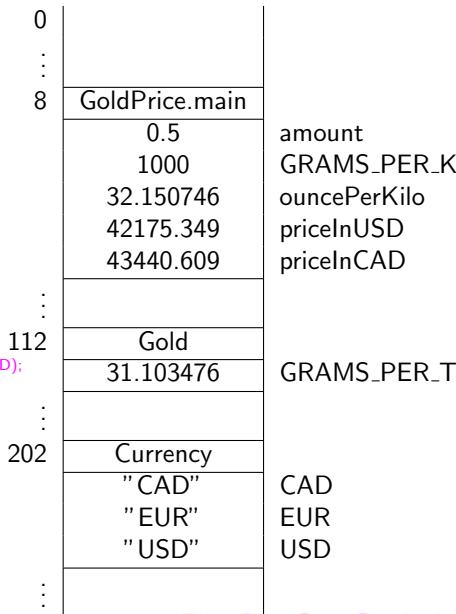 0
⋮
8 GoldPrice.main
0.5 amount
1000 GRAMS_PER_K
32.150746 ouncePerKilo
42175.349 priceInUSD
43440.609 priceInCAD
⋮
112 Gold
D);
31.103476 GRAMS_PER_T
⋮
202 Currency
"CAD" CAD
"EUR" EUR
"USD" USD
⋮